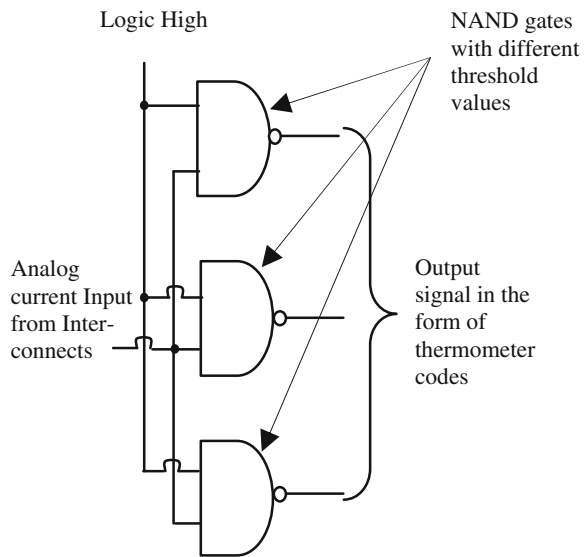 Logic High
NAND gates
with different
threshold
values
Analog
current Input
from Inter-
connects
Output
signal in the
form of
thermometer
codes